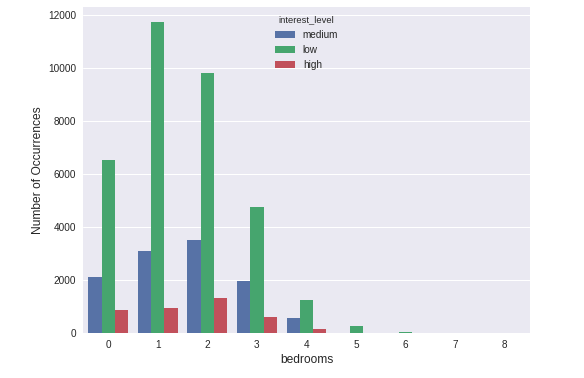 12000
10000
8000
6000
4000
2000
0
Number of Occurrences
interest_level
medium
low
high
0 1 2 3 4 5 6 7 8
bedrooms